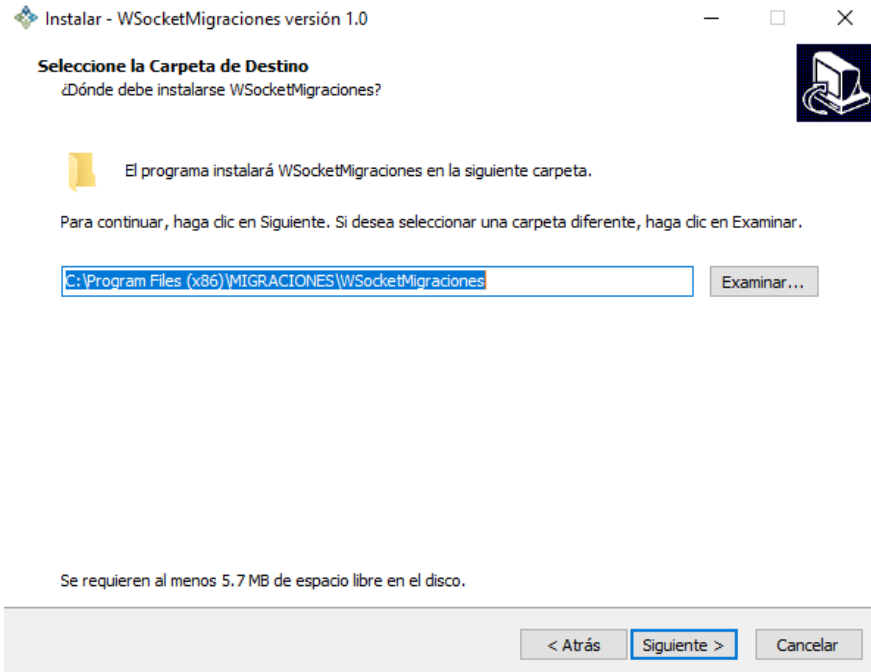 Instalar - WSocketMigraciones versión 1.0
Seleccione la Carpeta de Destino
¿Dónde debe instalarse WSocketMigraciones?
El programa instalará WSocketMigraciones en la siguiente carpeta.
Para continuar, haga clic en Siguiente. Si desea seleccionar una carpeta diferente, haga clic en Examinar.
C:\Program Files (x86)\MIGRACIONES\WSocketMigraciones
Examinar...
Se requieren al menos 5.7 MB de espacio libre en el disco.
< Atrás
Siguiente >
Cancelar